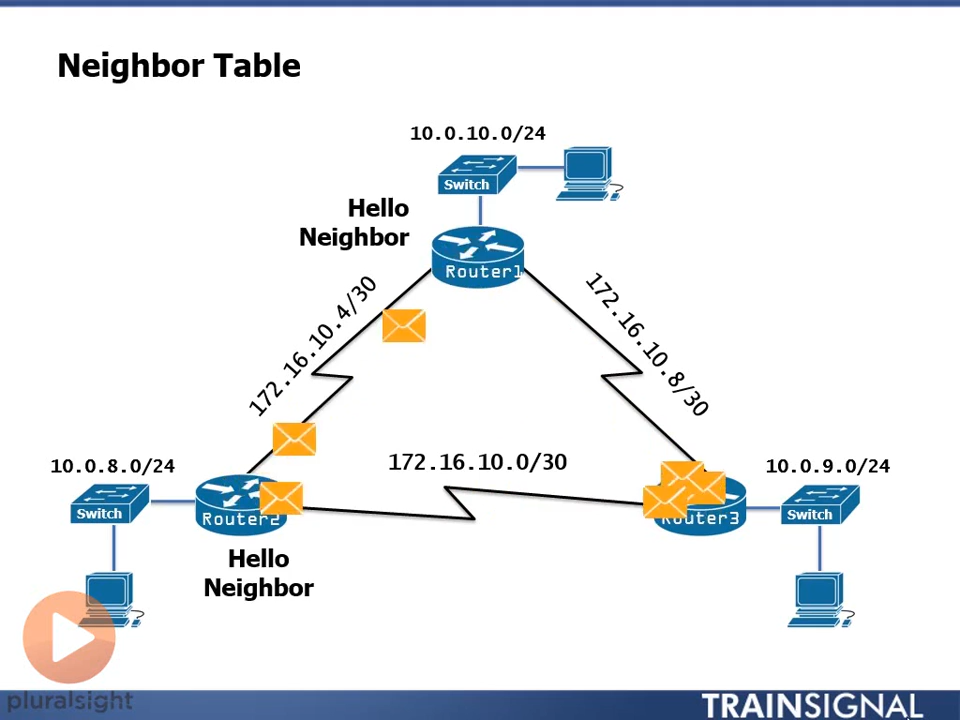 Neighbor Table
10.0.10.0/24
Switch
Hello
Neighbor
Router1
172.16.10.4/30
172.16.10.8/30
10.0.8.0/24
172.16.10.0/30
10.0.9.0/24
Switch
Router2
Router3
Switch
Hello
Neighbor
pluralsight
TRAINSIGNAL